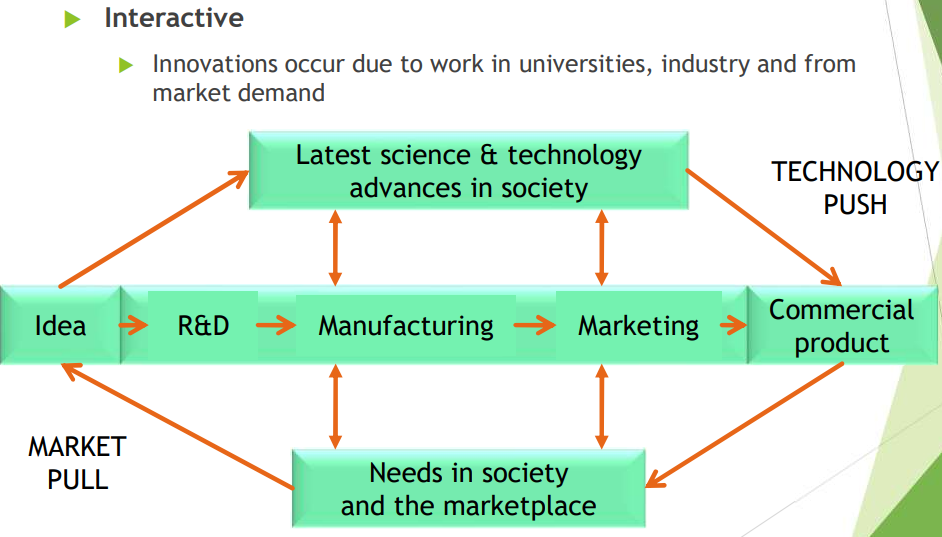 Interactive
Innovations occur due to work in universities, industry and from
market demand
Latest science & technology
advances in society
TECHNOLOGY
PUSH
Idea
R&D
Manufacturing
Marketing
Commercial
product
MARKET
PULL
Needs in society
and the marketplace